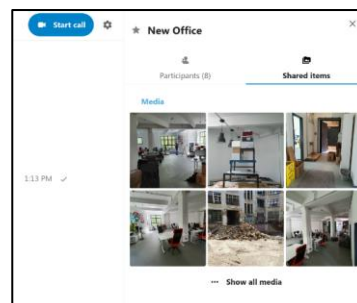 Start call
New Office
Participants (8)
Shared items
Media
1:13 PM
Show all media